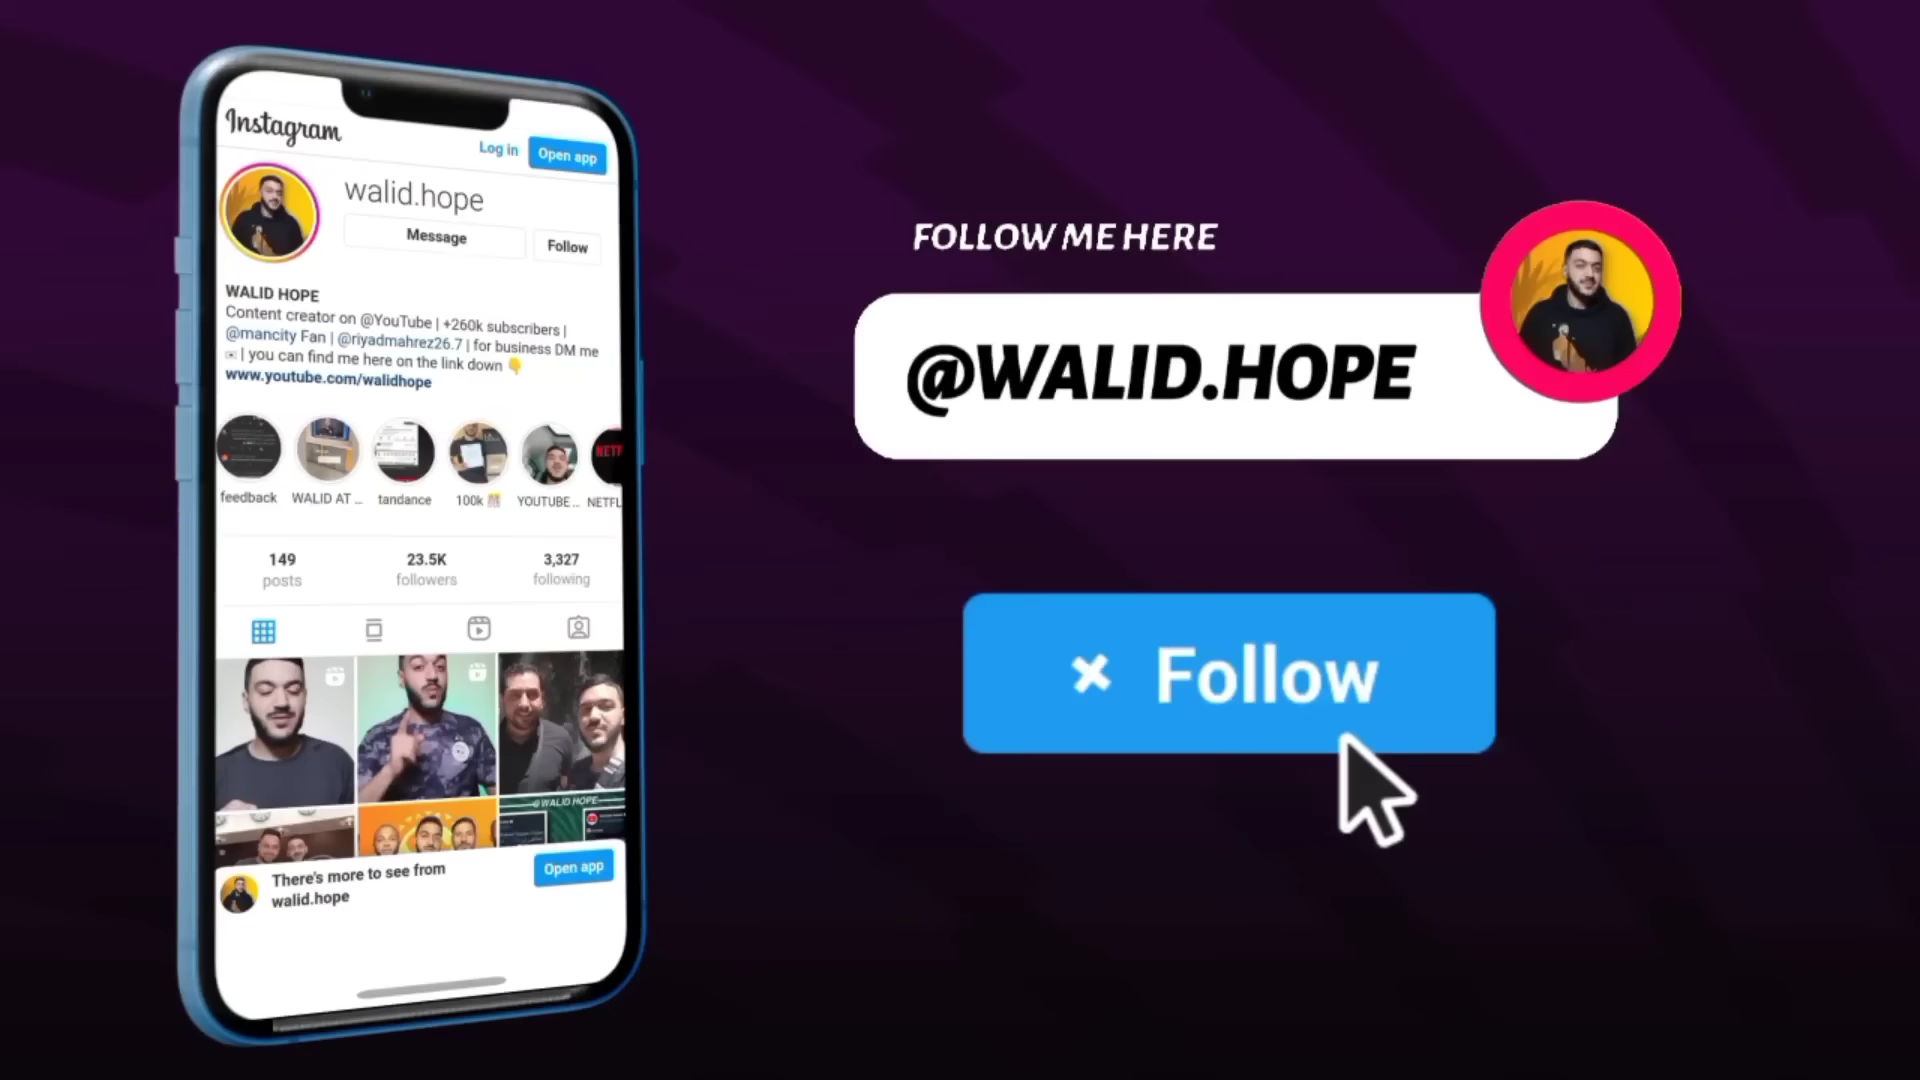 Instagram
Log in
Open app
walid.hope
Message
Follow
WALID HOPE
Content creator on @YouTube | +260k subscribers |
@mancity Fan | @riyadmahrez26.7 | for business DM me
✉️| you can find me here on the link down 👇
www.youtube.com/walidhope
feedback
WALID AT ...
tandance
100k 🎊
YOUTUBE ...
NETFL
NETF
149
posts
23.5K
followers
3,327
following
@WALID HOPE
There's more to see from
walid.hope
Open app
FOLLOW ME HERE
@WALID.HOPE
× Follow